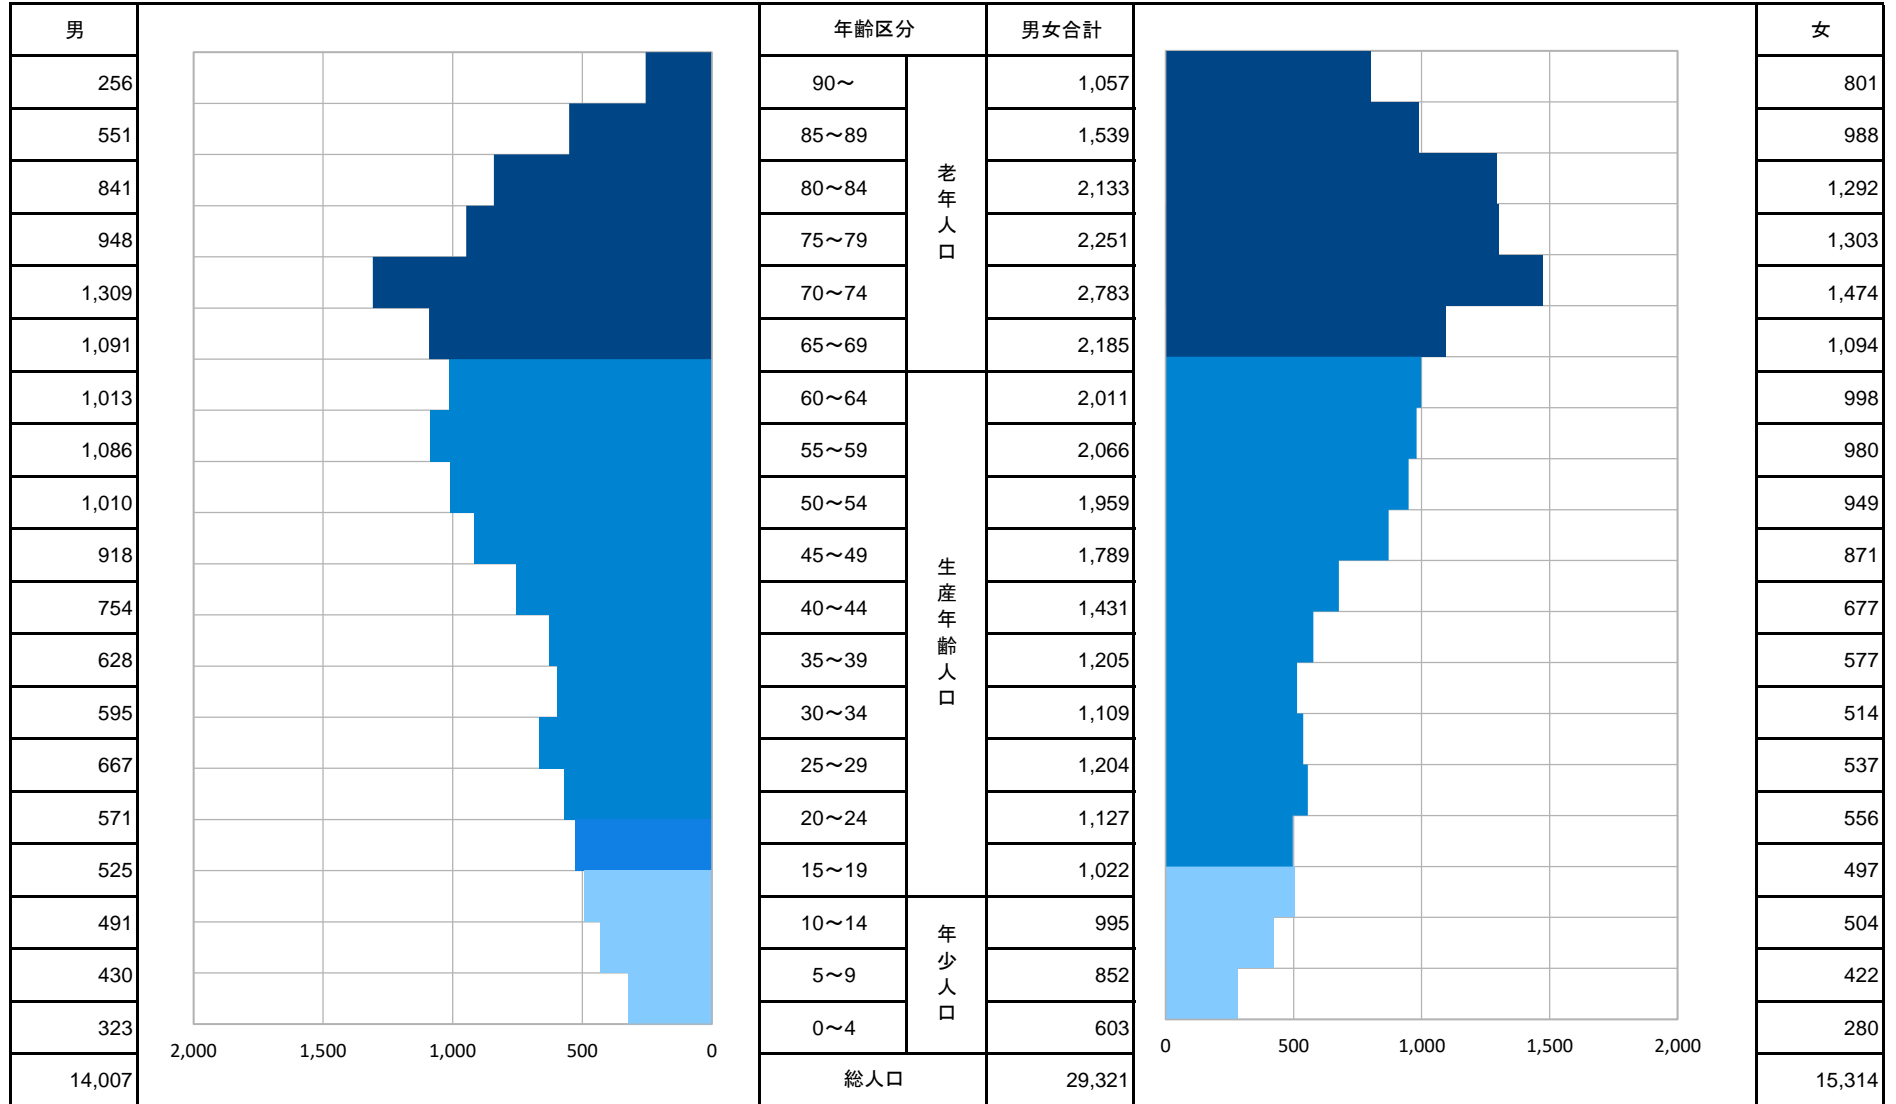 男 年齢区分 男女合計 女
256 90～ 1,057 801
551 85～89 1,539 988
841 80～84 2,133 1,292
948 75～79 2,251 1,303
1,309 70～74 2,783 1,474
1,091 65～69 2,185 1,094
老年人口
1,013 60～64 2,011 998
1,086 55～59 2,066 980
1,010 50～54 1,959 949
918 45～49 1,789 871
754 40～44 1,431 677
628 35～39 1,205 577
595 30～34 1,109 514
667 25～29 1,204 537
571 20～24 1,127 556
525 15～19 1,022 497
生産年齢人口
491 10～14 995 504
430 5～9 852 422
323 0～4 603 280
年少人口
2,000 1,500 1,000 500 0
0 500 1,000 1,500 2,000
14,007 総人口 29,321 15,314